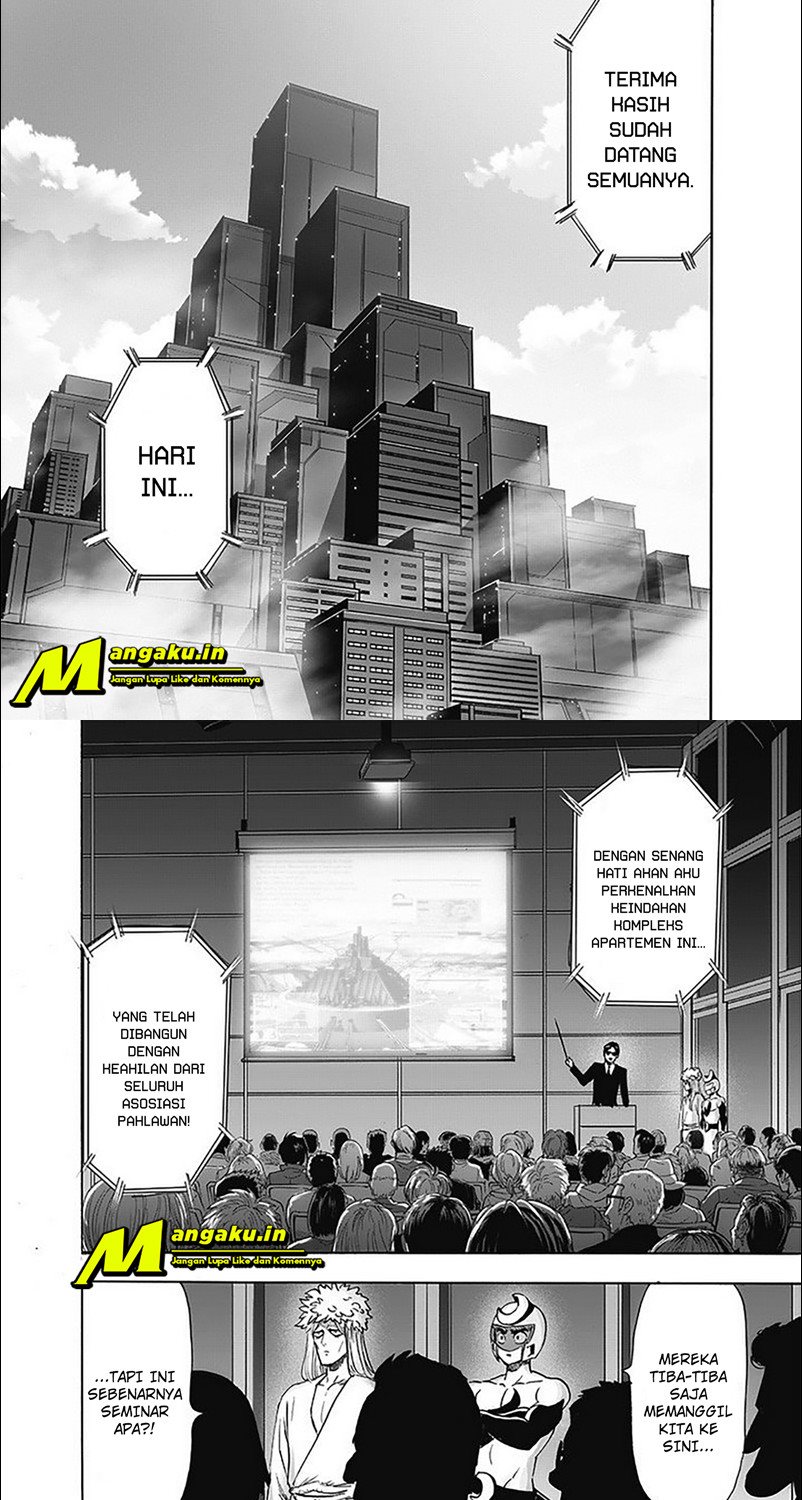 TERIMA
KASIH
SUDAH
DATANG
SEMUANYA.
HARI
INI...
Mangaku.in
Jangan Lupa Like dan Komennya
DENGAN SENANG
HATI AHAN AHU
PERHENALHAN
HEINDAHAN
HOMPLEHS
APARTEMEN INI...
YANG TELAH
DIBANGUN
DENGAN
HEAHILAN DARI
SELURUH
ASOSIASI
PAHLAWAN!
Mangaku.in
Jangan Lupa Like dan Komennya
MEREKA
TIBA-TIBA
SAJA
MEMANGGIL
KITA KE
SINI...
...TAPI INI
SEBENARNYA
SEMINAR
APA?!